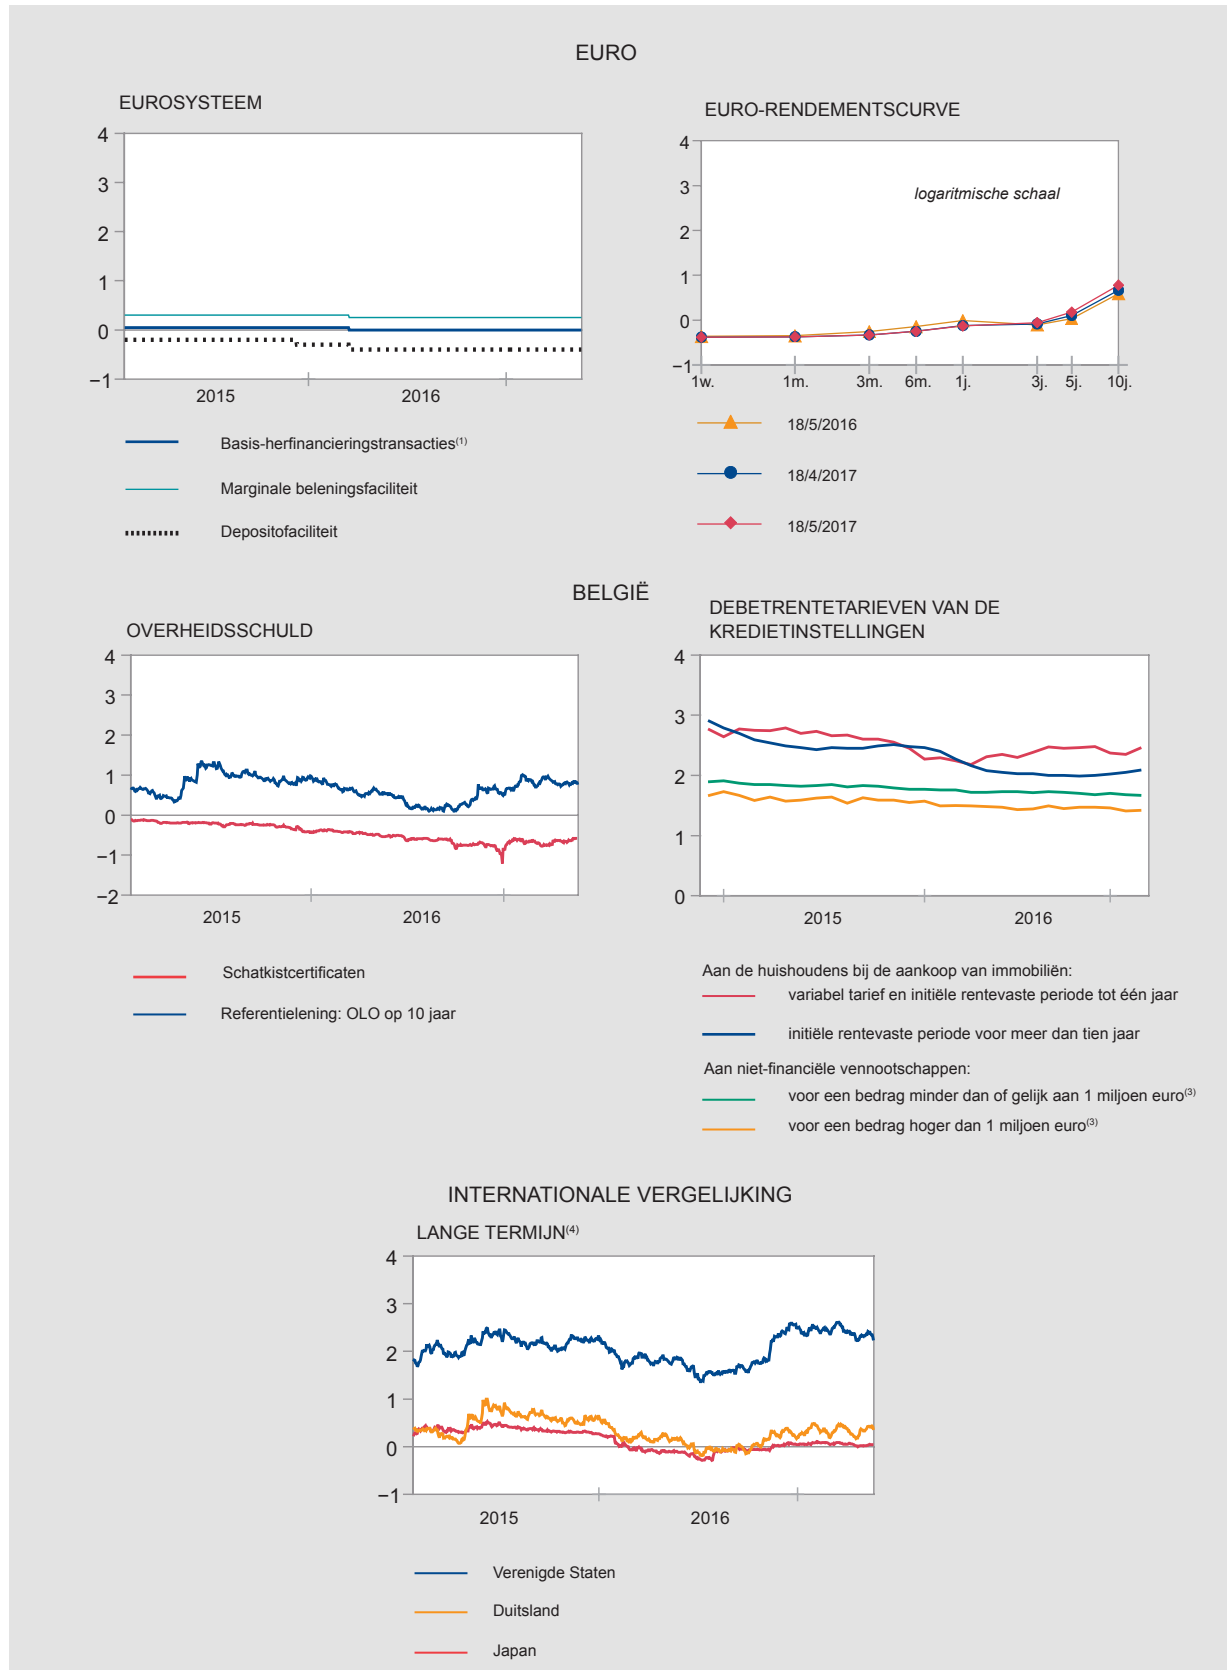 EURO
EUROSYSTEEM
4
3
2
1
0
−1
2015
2016
Basis-herfinancieringstransacties(1)
Marginale beleningsfaciliteit
Depositofaciliteit
EURO-RENDEMENTSCURVE
4
3
2
1
0
−1
logaritmische schaal
1w. 1m. 3m. 6m. 1j. 3j. 5j. 10j.
18/5/2016
18/4/2017
18/5/2017
BELGIË
OVERHEIDSSCHULD
4
3
2
1
0
−1
−2
2015
2016
Schatkistcertificaten
Referentielening: OLO op 10 jaar
DEBETRENTETARIEVEN VAN DE
KREDIETINSTELLINGEN
4
3
2
1
0
2015
2016
Aan de huishoudens bij de aankoop van immobiliën:
variabel tarief en initiële rentevaste periode tot één jaar
initiële rentevaste periode voor meer dan tien jaar
Aan niet-financiële vennootschappen:
voor een bedrag minder dan of gelijk aan 1 miljoen euro(3)
voor een bedrag hoger dan 1 miljoen euro(3)
INTERNATIONALE VERGELIJKING
LANGE TERMIJN(4)
4
3
2
1
0
−1
2015
2016
Verenigde Staten
Duitsland
Japan